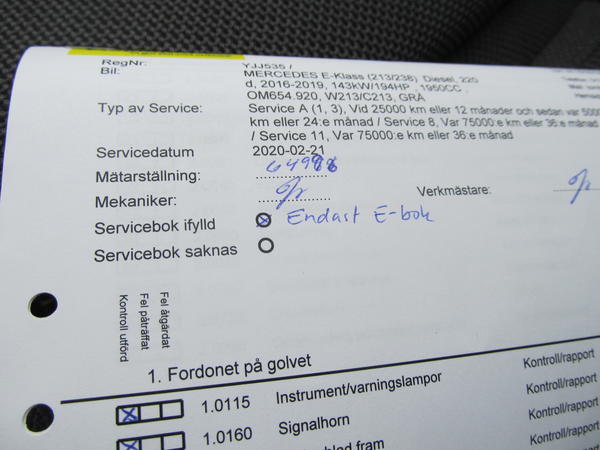 RegNr: YJJ535 /
Bil: MERCEDES E-Klass (213/238) Diesel, 220
d, 2016-2019, 143kW/194HP , 1950CC ,
OM654.920, W213/C213, GRÅ
Typ av Service: Service A (1, 3), Vid 25000 km eller 12 månader och sedan var 5000
km eller 24:e månad / Service 8, Var 75000:e km eller 36:e månad
/ Service 11, Var 75000:e km eller 36:e månad
Servicedatum 2020-02-21
Mätarställning:
Mekaniker: Verkmästare:
Servicebok ifylld Endast E-bok
Servicebok saknas
Kontroll utförd
Fel påträffat
Fel åtgärdat
1. Fordonet på golvet
Kontroll/rapport
1.0115 Instrument/varningslampor Kontroll/rapport
1.0160 Signalhorn Kontroll/rapport
fram